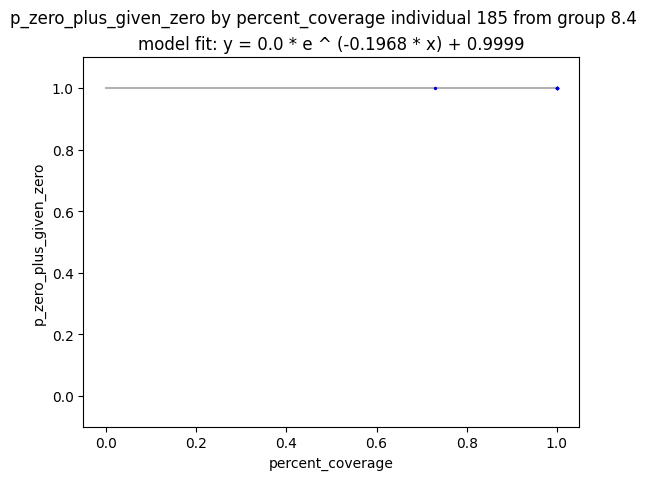 p_zero_plus_given_zero by percent_coverage individual 185 from group 8.4
model fit: y = 0.0 * e ^ (-0.1968 * x) + 0.9999
1.0
0.8
0.6
0.4
0.2
0.0
p_zero_plus_given_zero
0.0 0.2 0.4 0.6 0.8 1.0
percent_coverage